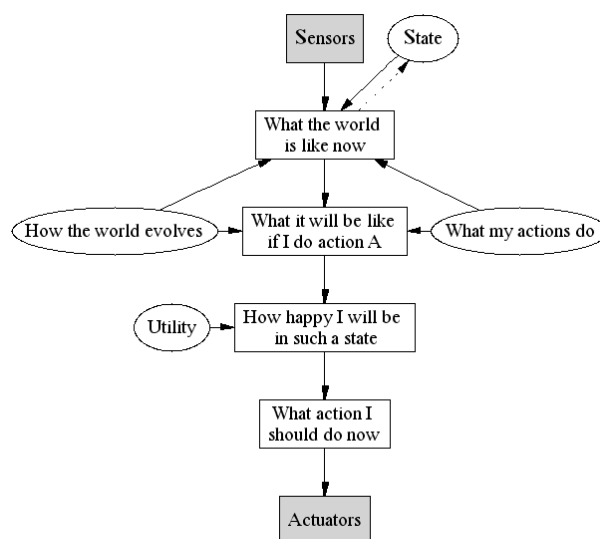 Sensors
State
What the world
is like now
How the world evolves
What it will be like
if I do action A
What my actions do
Utility
How happy I will be
in such a state
What action I
should do now
Actuators